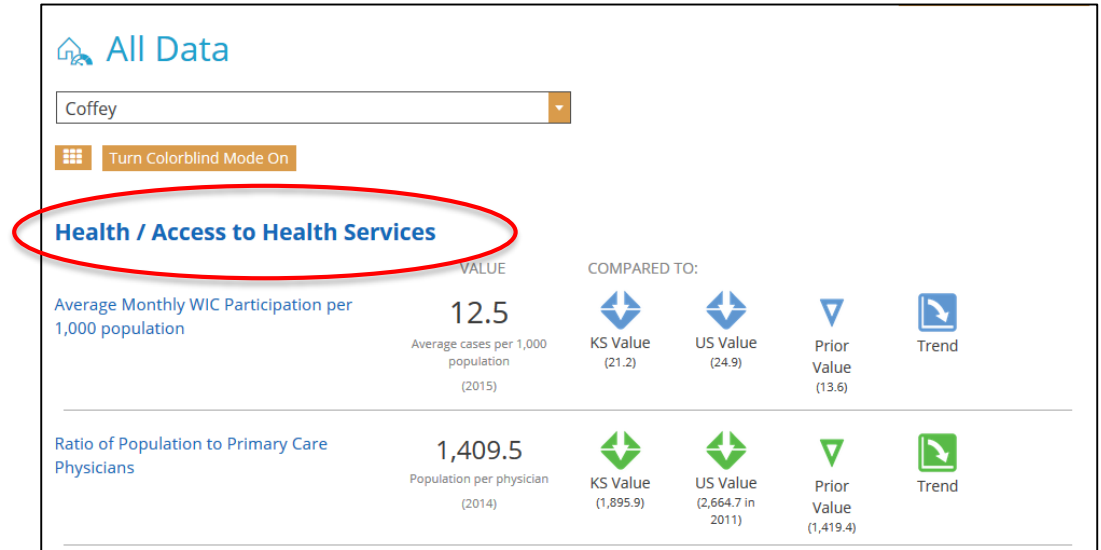 All Data
Coffey
Turn Colorblind Mode On
Health / Access to Health Services
VALUE
COMPARED TO:
Average Monthly WIC Participation per
1,000 population
12.5
Average cases per 1,000
population
(2015)
KS Value
(21.2)
US Value
(24.9)
Prior
Value
(13.6)
Trend
Ratio of Population to Primary Care
Physicians
1,409.5
Population per physician
(2014)
KS Value
(1,895.9)
US Value
(2,664.7 in
2011)
Prior
Value
(1,419.4)
Trend